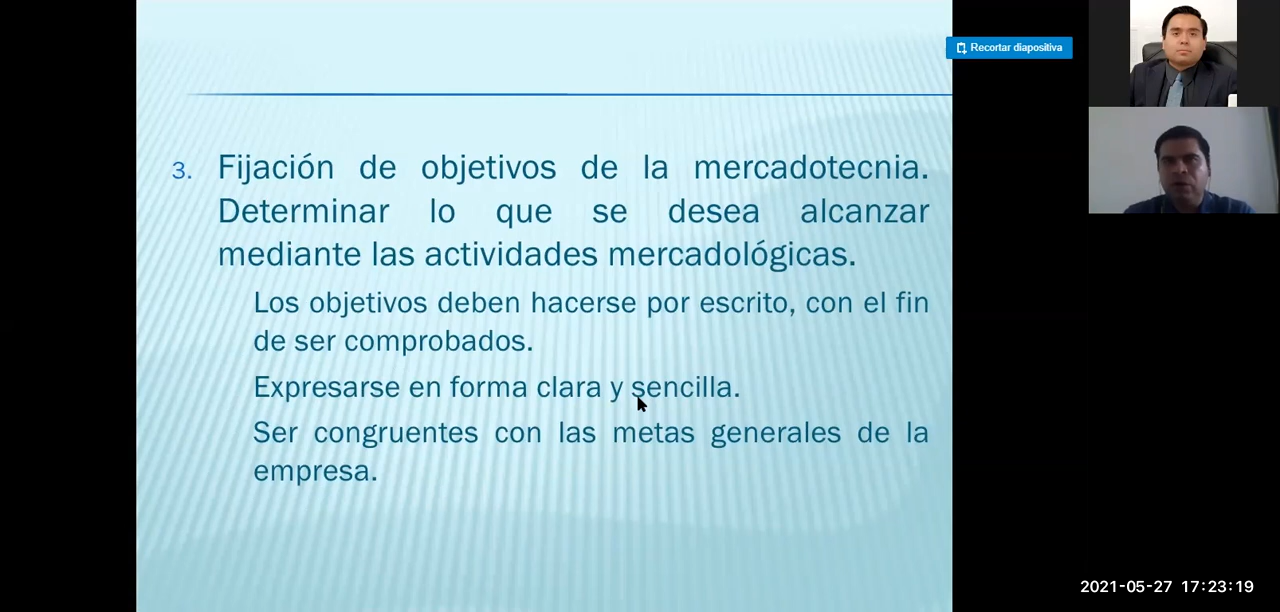 Recortar diapositiva
3. Fijación de objetivos de la mercadotecnia.
Determinar lo que se desea alcanzar
mediante las actividades mercadológicas.
Los objetivos deben hacerse por escrito, con el fin
de ser comprobados.
Expresarse en forma clara y sencilla.
Ser congruentes con las metas generales de la
empresa.
2021-05-27 17:23:19